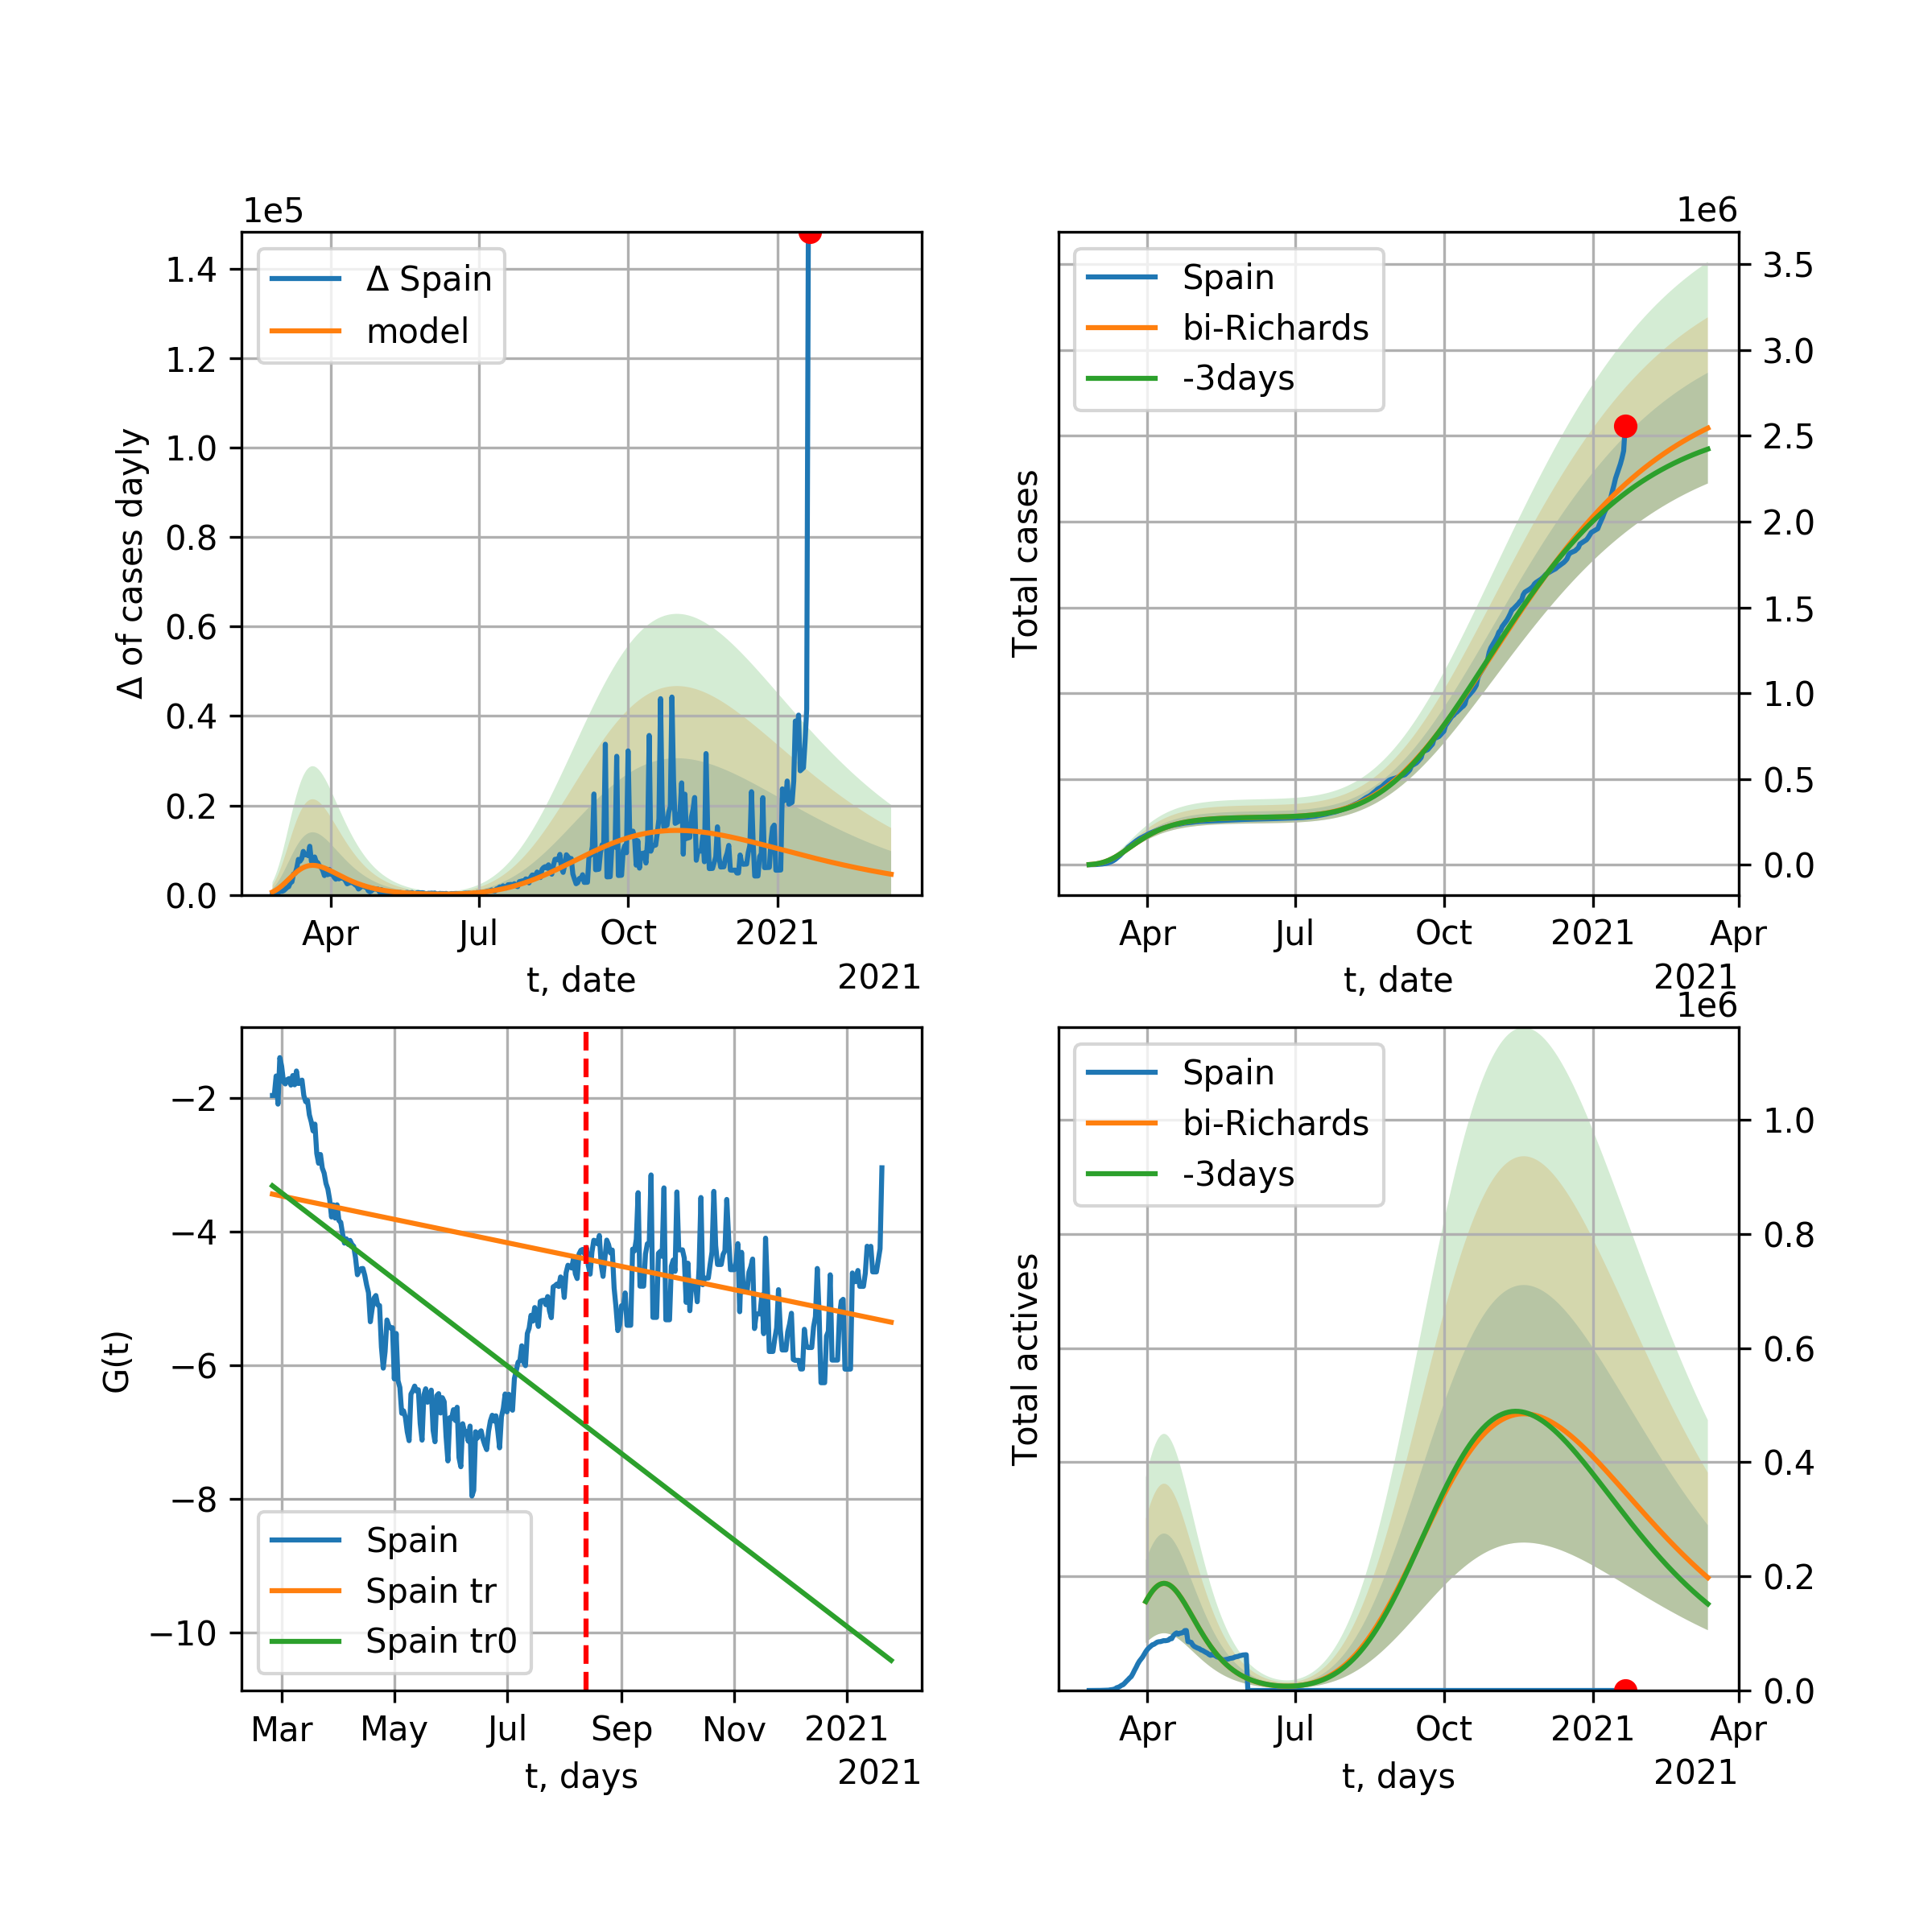 1e5
Δ Spain
model
Δ of cases dayly
1.4
1.2
1.0
0.8
0.6
0.4
0.2
0.0
Apr
Jul
Oct
2021
t, date
2021
1e6
Spain
bi-Richards
-3days
Total cases
3.5
3.0
2.5
2.0
1.5
1.0
0.5
0.0
Apr
Jul
Oct
2021
Apr
t, date
2021
G(t)
−2
−4
−6
−8
−10
Spain
Spain tr
Spain tr0
Mar
May
Jul
Sep
Nov
2021
t, days
2021
1e6
Spain
bi-Richards
-3days
Total actives
1.0
0.8
0.6
0.4
0.2
0.0
Apr
Jul
Oct
2021
Apr
t, days
2021